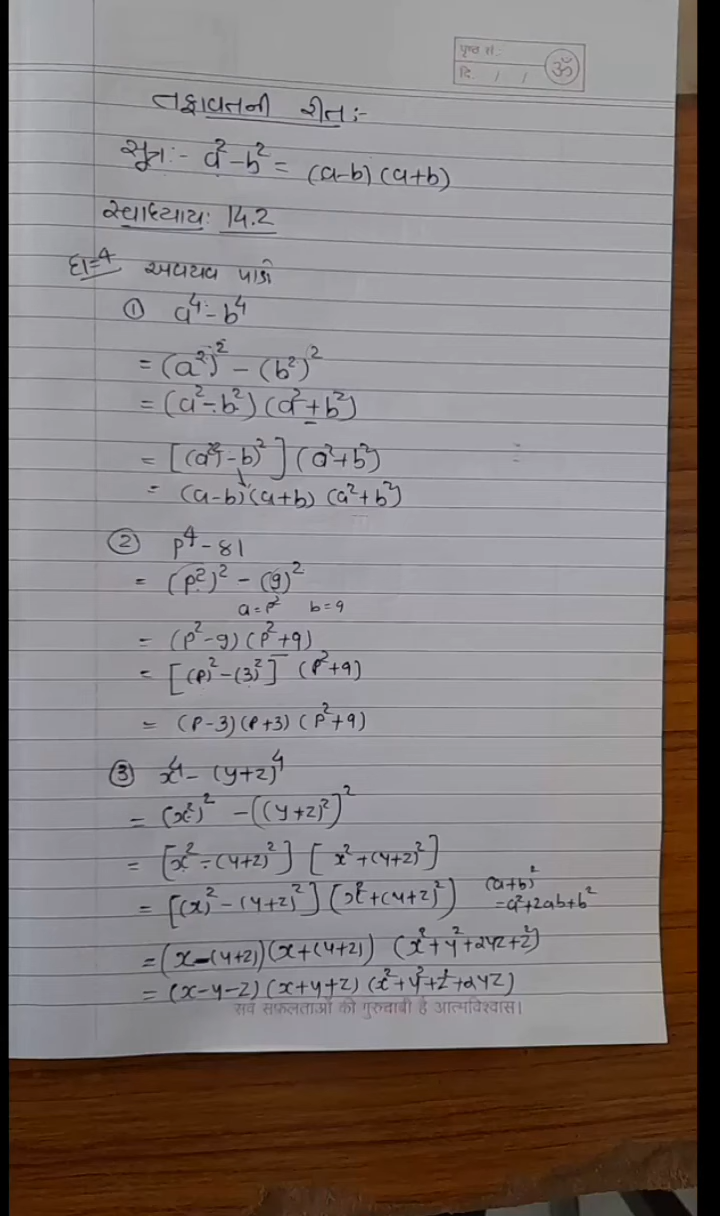 पृष्ठ सं.
दि. / /
ॐ
તફાવતની રીત :-
સૂત્ર :- a² - b² = (a-b) (a+b)
સ્વાધ્યાય: 14.2
દા=4 અવયવ પાડો
① a⁴ - b⁴
= (a²)² - (b²)²
= (a² - b²) (a² + b²)
= [(a)² - b)²] (a²+b²)
= (a-b) (a+b) (a²+b²)
② p⁴ - 81
= (p²)² - (9)²
a = p² b = 9
= (p²-9) (p²+9)
= [(p)² - (3)²] (p²+9)
= (p-3) (p+3) (p²+9)
③ x⁴ - (y+z)⁴
= (x²)² - ((y+z)²)²
= [x² - (y+z)²] [x² + (y+z)²]
= [(x)² - (y+z)²] (x² + (y+z)²) (a+b)²
= a²+2ab+b²
= (x-(y+z)) (x+(y+z)) (x²+y²+2yz+z²)
= (x-y-z) (x+y+z) (x²+y²+z²+2yz)
सर्व सफलताओं की गुरुचाबी है आत्मविश्वास।